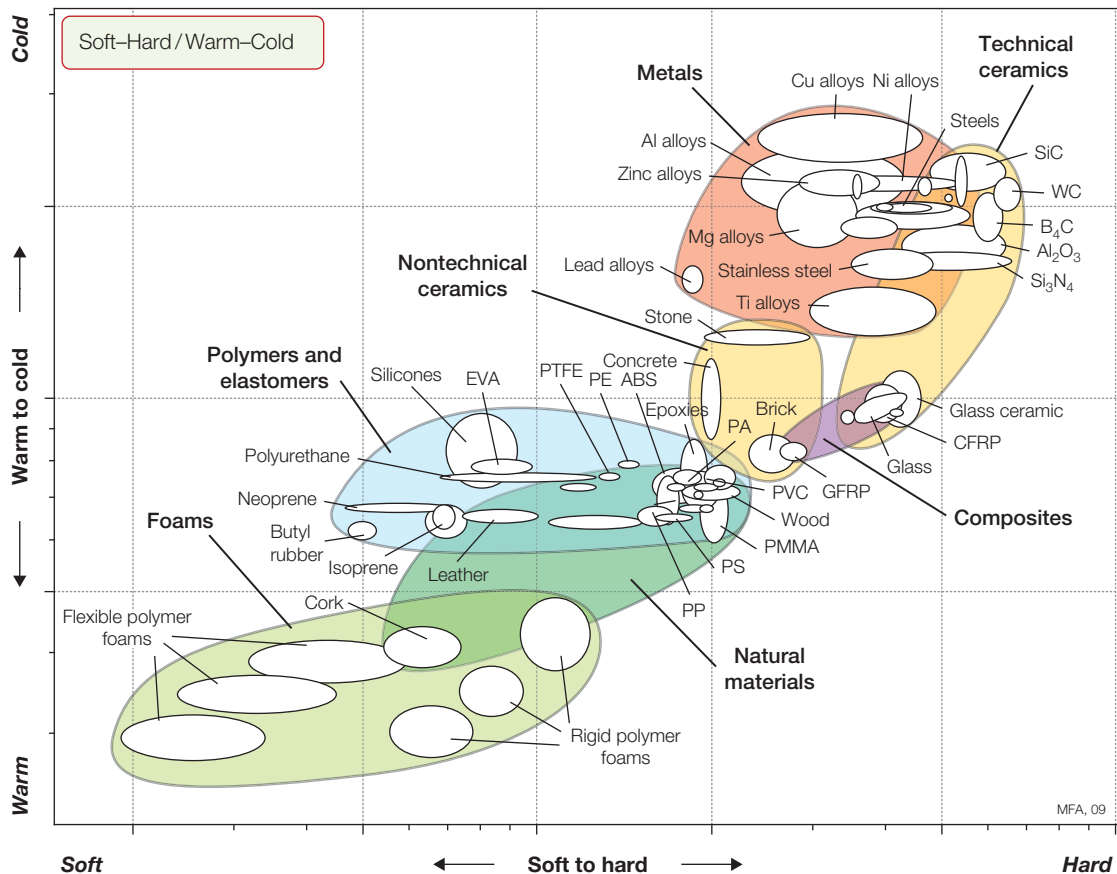 Cold
Soft–Hard / Warm–Cold
Technical
ceramics
Metals
Cu alloys
Ni alloys
Steels
Al alloys
SiC
Zinc alloys
WC
B4C
Mg alloys
Al2O3
Nontechnical
ceramics
Lead alloys
Stainless steel
Si3N4
Ti alloys
Stone
Polymers and
elastomers
Silicones
EVA
PTFE
PE
ABS
Concrete
Epoxies
PA
Brick
Glass ceramic
CFRP
Glass
Polyurethane
GFRP
PVC
Neoprene
Wood
Composites
Foams
Butyl
rubber
Isoprene
Leather
PMMA
PS
PP
Cork
Flexible polymer
foams
Natural
materials
Rigid polymer
foams
Warm to cold
Warm
MFA, 09
Soft
Soft to hard
Hard